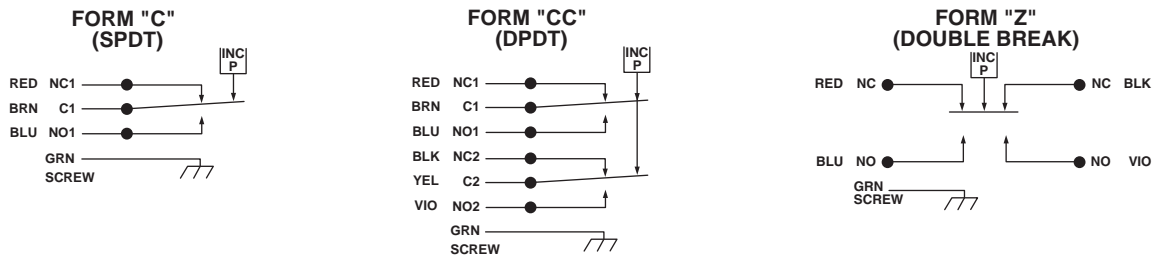 FORM "C"
(SPDT)
INC
P
RED NC1
BRN C1
BLU NO1
GRN
SCREW
FORM "CC"
(DPDT)
INC
P
RED NC1
BRN C1
BLU NO1
BLK NC2
YEL C2
VIO NO2
GRN
SCREW
FORM "Z"
(DOUBLE BREAK)
INC
P
RED NC
NC BLK
BLU NO
NO VIO
GRN
SCREW